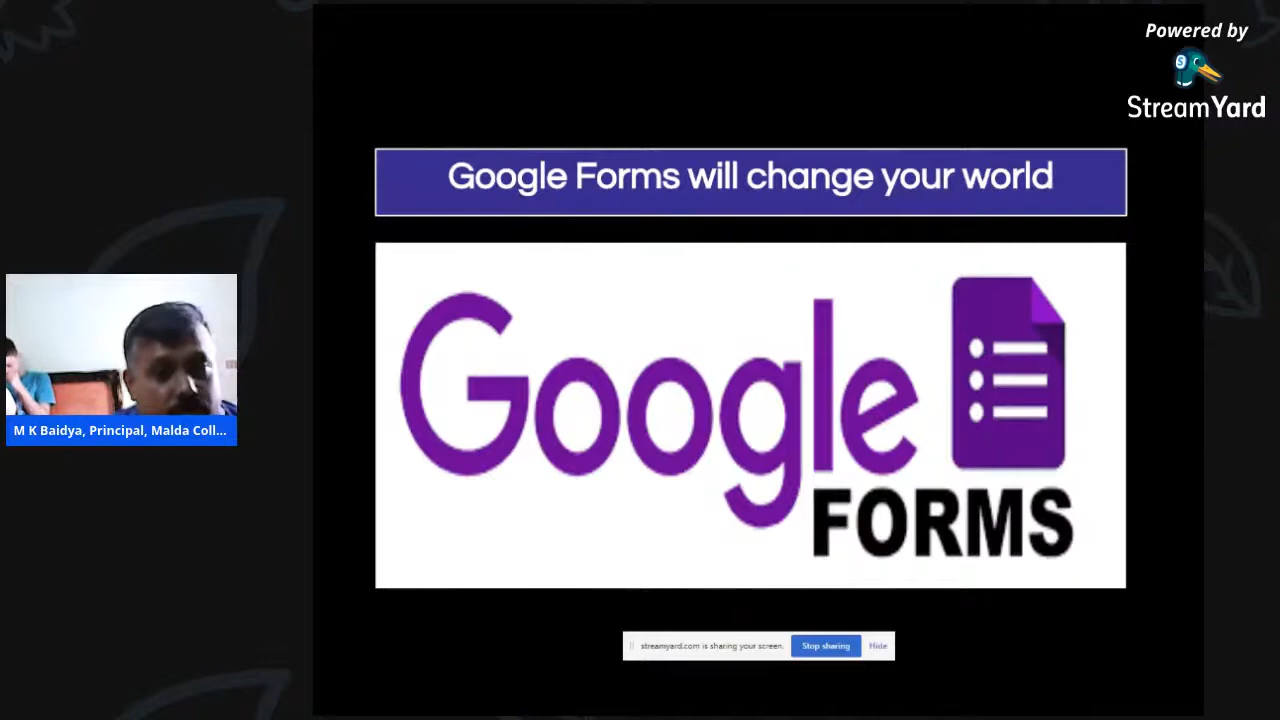 Powered by
StreamYard
Google Forms will change your world
Google
FORMS
M K Baidya, Principal, Malda Coll...
streamyard.com is sharing your screen.
Stop sharing
Hide